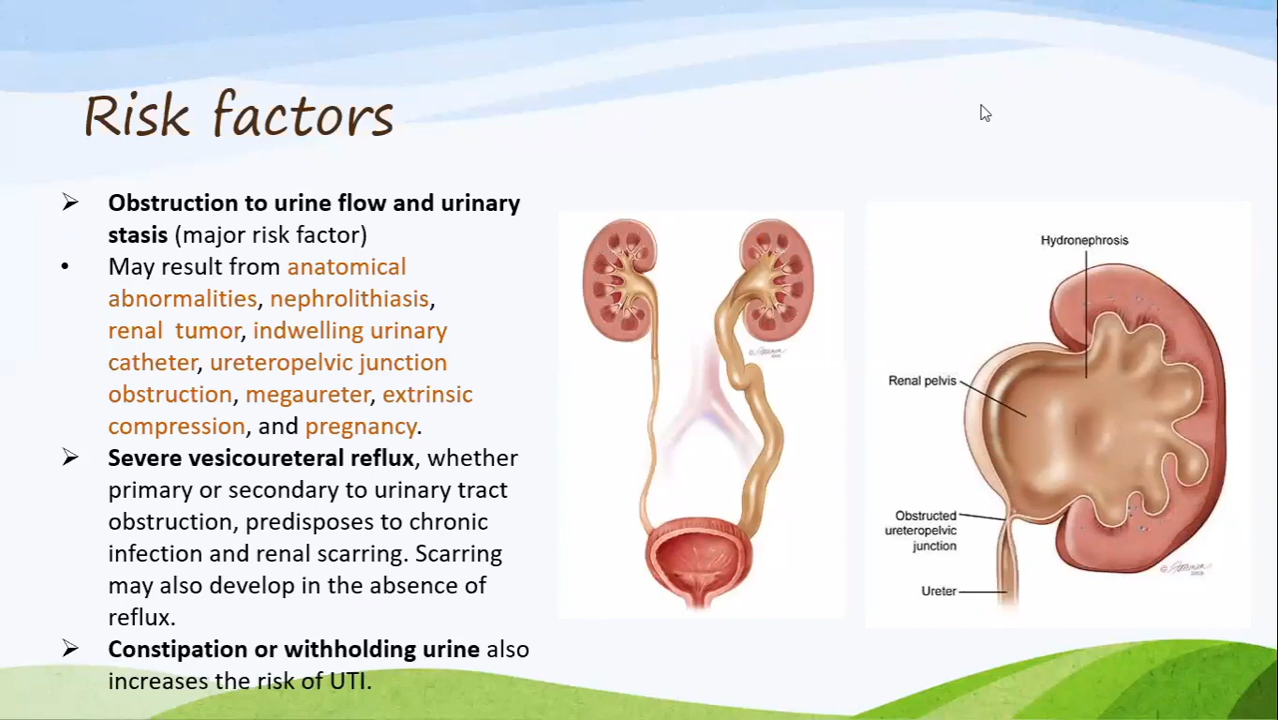 Risk factors
Obstruction to urine flow and urinary
stasis (major risk factor)
May result from anatomical
abnormalities, nephrolithiasis,
renal tumor, indwelling urinary
catheter, ureteropelvic junction
obstruction, megaureter, extrinsic
compression, and pregnancy.
Severe vesicoureteral reflux, whether
primary or secondary to urinary tract
obstruction, predisposes to chronic
infection and renal scarring. Scarring
may also develop in the absence of
reflux.
Constipation or withholding urine also
increases the risk of UTI.
Hydronephrosis
Renal pelvis
Obstructed
ureteropelvic
junction
Ureter